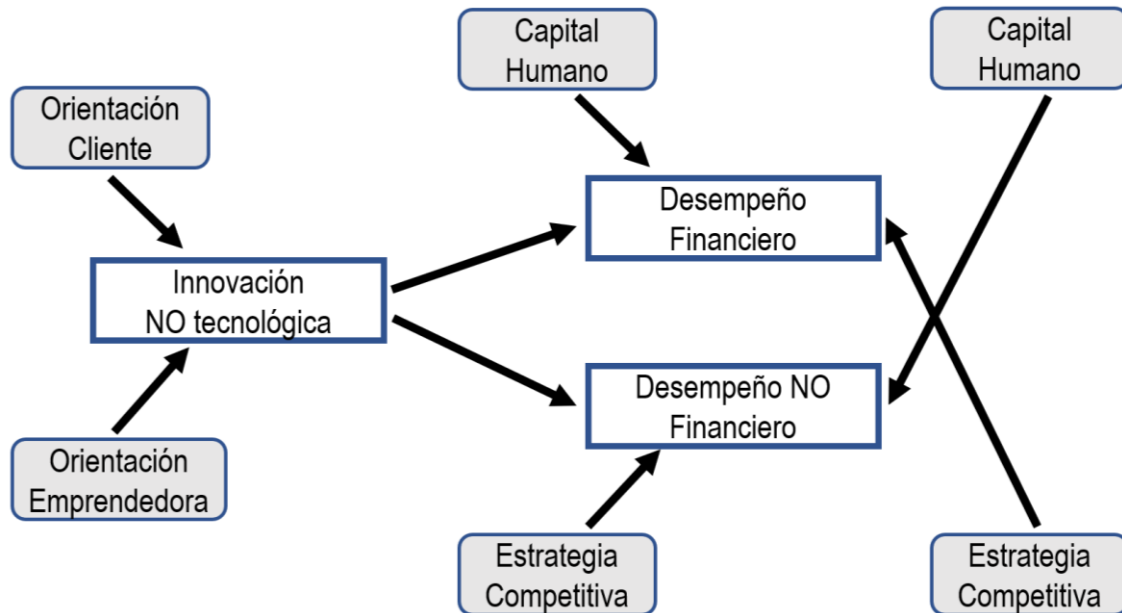 Capital
Humano
Capital
Humano
Orientación
Cliente
Desempeño
Financiero
Innovación
NO tecnológica
Desempeño NO
Financiero
Orientación
Emprendedora
Estrategia
Competitiva
Estrategia
Competitiva